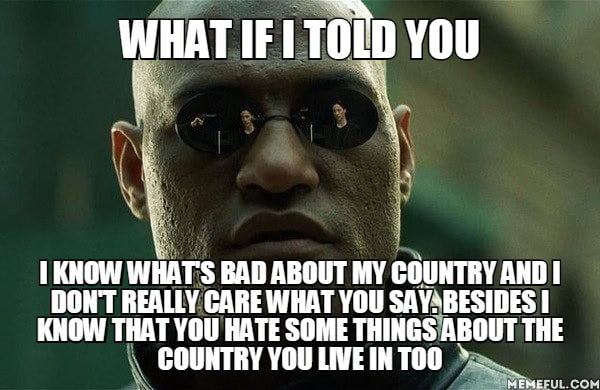 WHAT IF I TOLD YOU
I KNOW WHAT'S BAD ABOUT MY COUNTRY AND I
DON'T REALLY CARE WHAT YOU SAY. BESIDES I
KNOW THAT YOU HATE SOME THINGS ABOUT THE
COUNTRY YOU LIVE IN TOO
MEMEFUL.COM